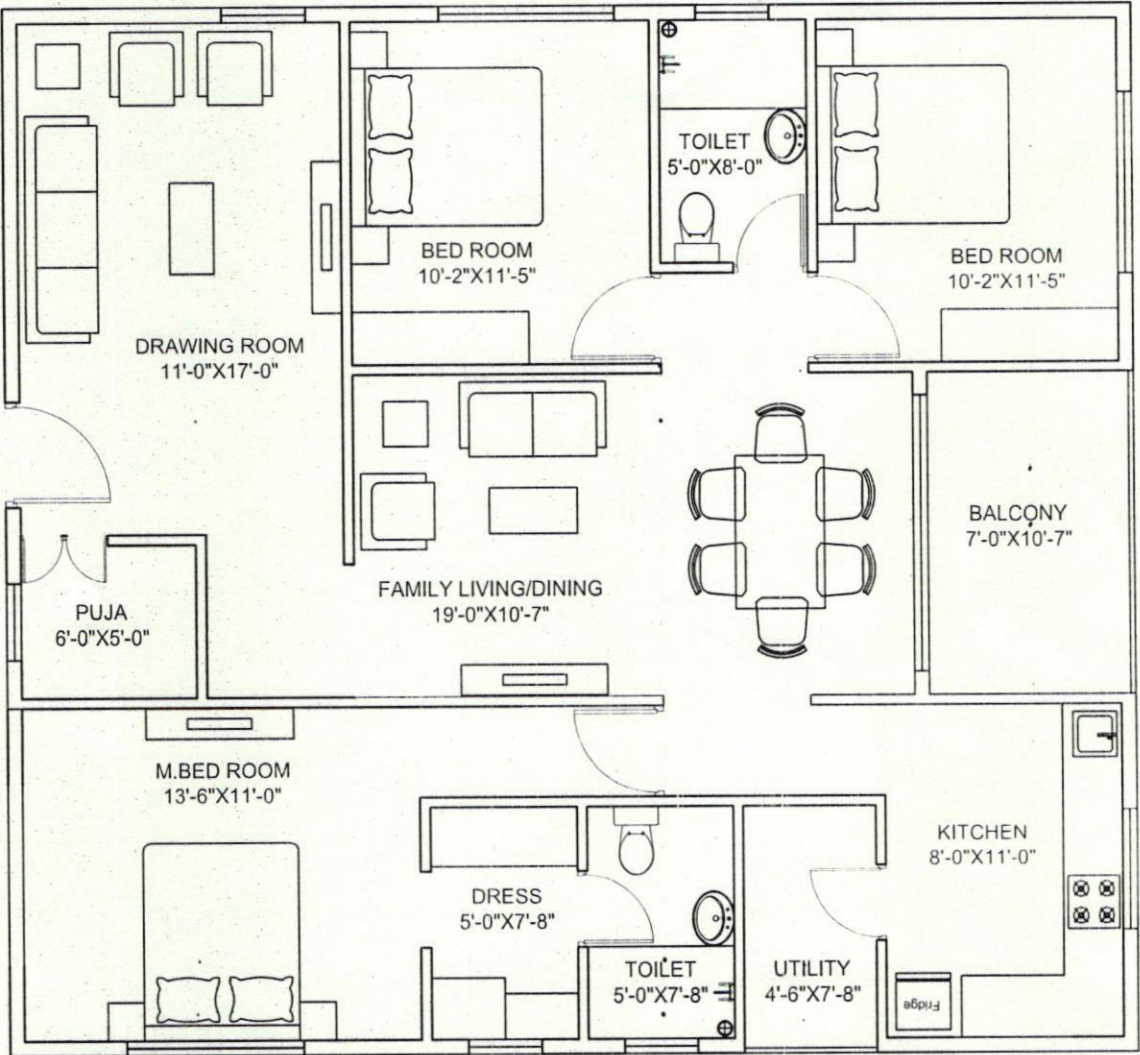 TOILET
5'-0"X8'-0"
BED ROOM
10'-2"X11'-5"
BED ROOM
10'-2"X11'-5"
DRAWING ROOM
11'-0"X17'-0"
BALCONY
7'-0"X10'-7"
FAMILY LIVING/DINING
19'-0"X10'-7"
PUJA
6'-0"X5'-0"
M.BED ROOM
13'-6"X11'-0"
KITCHEN
8'-0"X11'-0"
DRESS
5'-0"X7'-8"
TOILET
5'-0"X7'-8"
UTILITY
4'-6"X7'-8"
Fridge